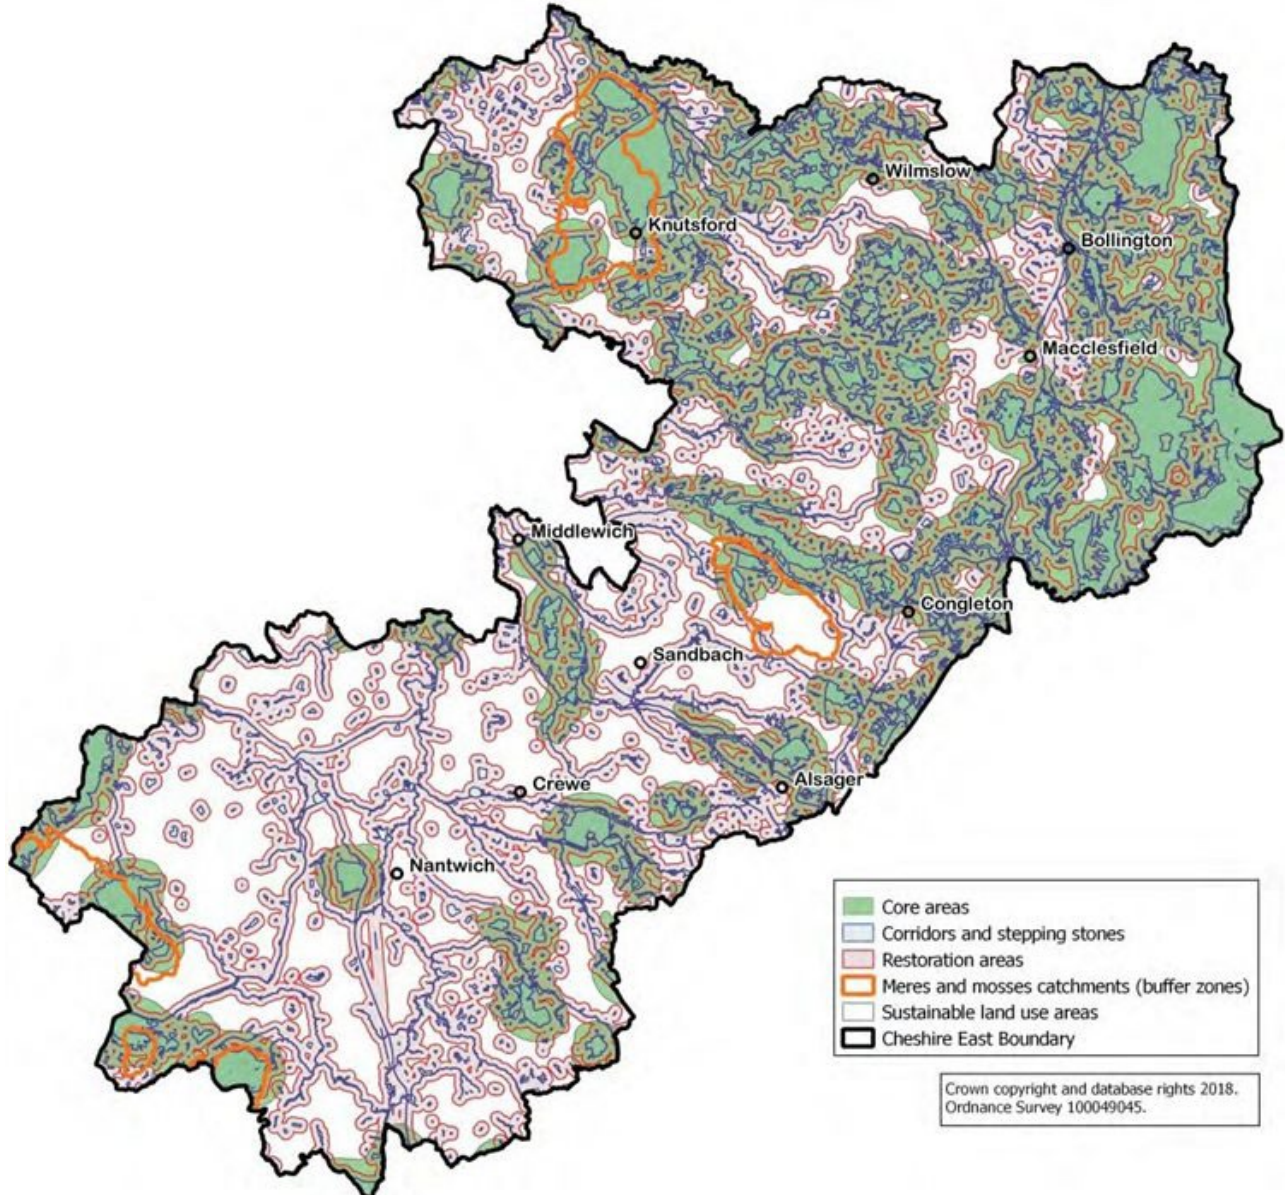 Wilmslow
Knutsford
Bollington
Macclesfield
Middlewich
Congleton
Sandbach
Alsager
Crewe
Nantwich
Core areas
Corridors and stepping stones
Restoration areas
Meres and mosses catchments (buffer zones)
Sustainable land use areas
Cheshire East Boundary
Crown copyright and database rights 2018.
Ordnance Survey 100049045.